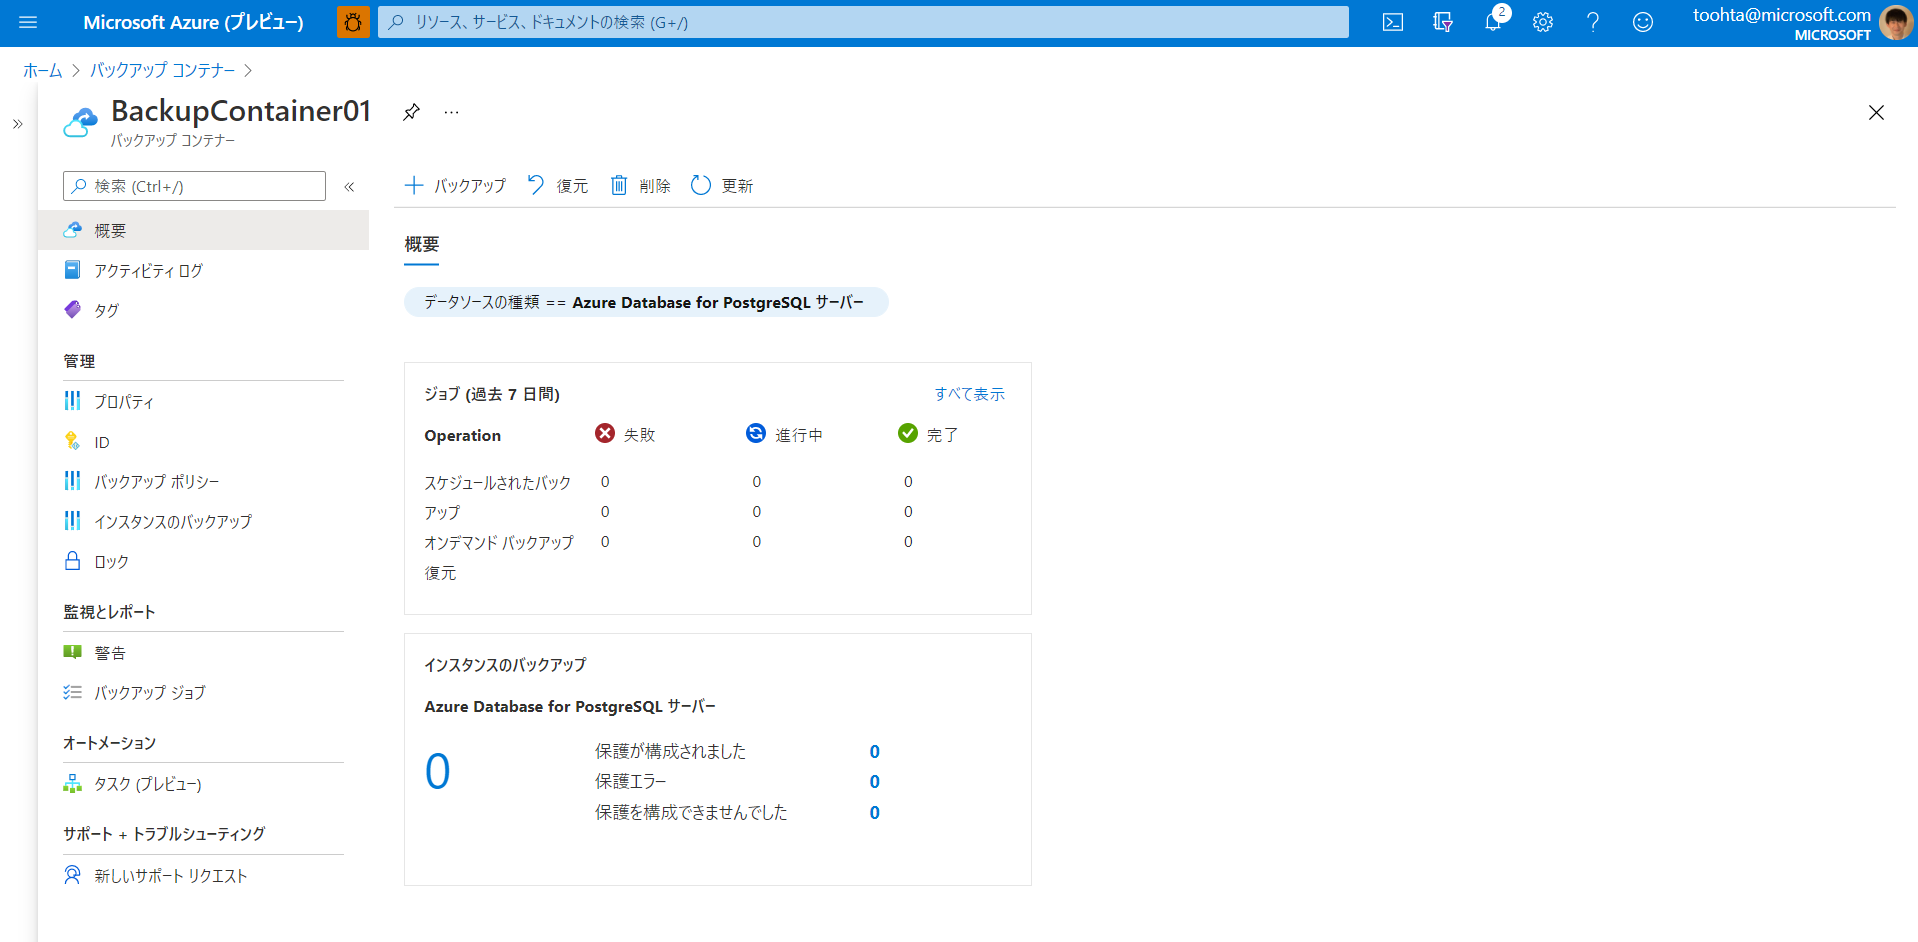 Microsoft Azure (プレビュー)
リソース、サービス、ドキュメントの検索 (G+/)
2
toohta@microsoft.com
MICROSOFT
ホーム > バックアップ コンテナー >
»
BackupContainer01
…
バックアップ コンテナー
検索 (Ctrl+/)
«
概要
アクティビティ ログ
タグ
管理
プロパティ
ID
バックアップ ポリシー
インスタンスのバックアップ
ロック
監視とレポート
警告
バックアップ ジョブ
オートメーション
タスク (プレビュー)
サポート + トラブルシューティング
新しいサポート リクエスト
バックアップ 復元 削除 更新
概要
データソースの種類 == Azure Database for PostgreSQL サーバー
ジョブ (過去 7 日間) すべて表示
Operation 失敗 進行中 完了
スケジュールされたバック 0 0 0
アップ 0 0 0
オンデマンド バックアップ 0 0 0
復元
インスタンスのバックアップ
Azure Database for PostgreSQL サーバー
0
保護が構成されました 0
保護エラー 0
保護を構成できませんでした 0